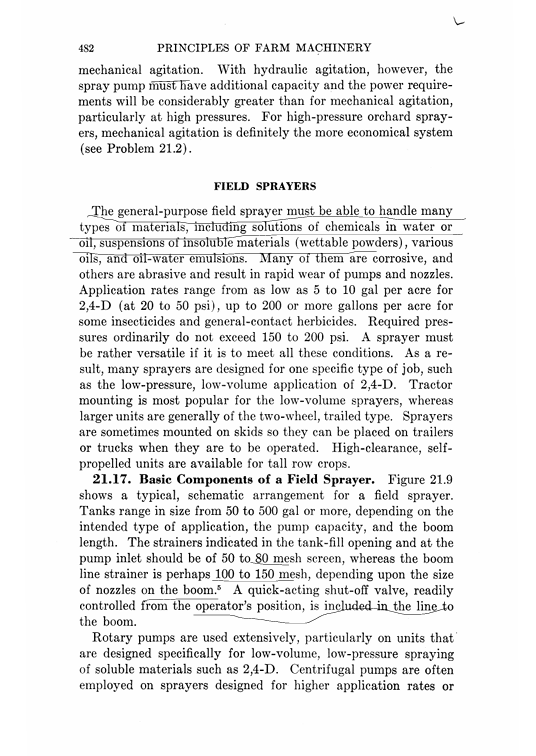 482 PRINCIPLES OF FARM MACHINERY
mechanical agitation. With hydraulic agitation, however, the
spray pump must have additional capacity and the power require-
ments will be considerably greater than for mechanical agitation,
particularly at high pressures. For high-pressure orchard spray-
ers, mechanical agitation is definitely the more economical system
(see Problem 21.2).
FIELD SPRAYERS
The general-purpose field sprayer must be able to handle many
types of materials, including solutions of chemicals in water or
oil, suspensions of insoluble materials (wettable powders), various
oils, and oil-water emulsions. Many of them are corrosive, and
others are abrasive and result in rapid wear of pumps and nozzles.
Application rates range from as low as 5 to 10 gal per acre for
2,4-D (at 20 to 50 psi), up to 200 or more gallons per acre for
some insecticides and general-contact herbicides. Required pres-
sures ordinarily do not exceed 150 to 200 psi. A sprayer must
be rather versatile if it is to meet all these conditions. As a re-
sult, many sprayers are designed for one specific type of job, such
as the low-pressure, low-volume application of 2,4-D. Tractor
mounting is most popular for the low-volume sprayers, whereas
larger units are generally of the two-wheel, trailed type. Sprayers
are sometimes mounted on skids so they can be placed on trailers
or trucks when they are to be operated. High-clearance, self-
propelled units are available for tall row crops.
21.17. Basic Components of a Field Sprayer. Figure 21.9
shows a typical, schematic arrangement for a field sprayer.
Tanks range in size from 50 to 500 gal or more, depending on the
intended type of application, the pump capacity, and the boom
length. The strainers indicated in the tank-fill opening and at the
pump inlet should be of 50 to 80 mesh screen, whereas the boom
line strainer is perhaps 100 to 150 mesh, depending upon the size
of nozzles on the boom.⁵ A quick-acting shut-off valve, readily
controlled from the operator's position, is included in the line to
the boom.
Rotary pumps are used extensively, particularly on units that
are designed specifically for low-volume, low-pressure spraying
of soluble materials such as 2,4-D. Centrifugal pumps are often
employed on sprayers designed for higher application rates or